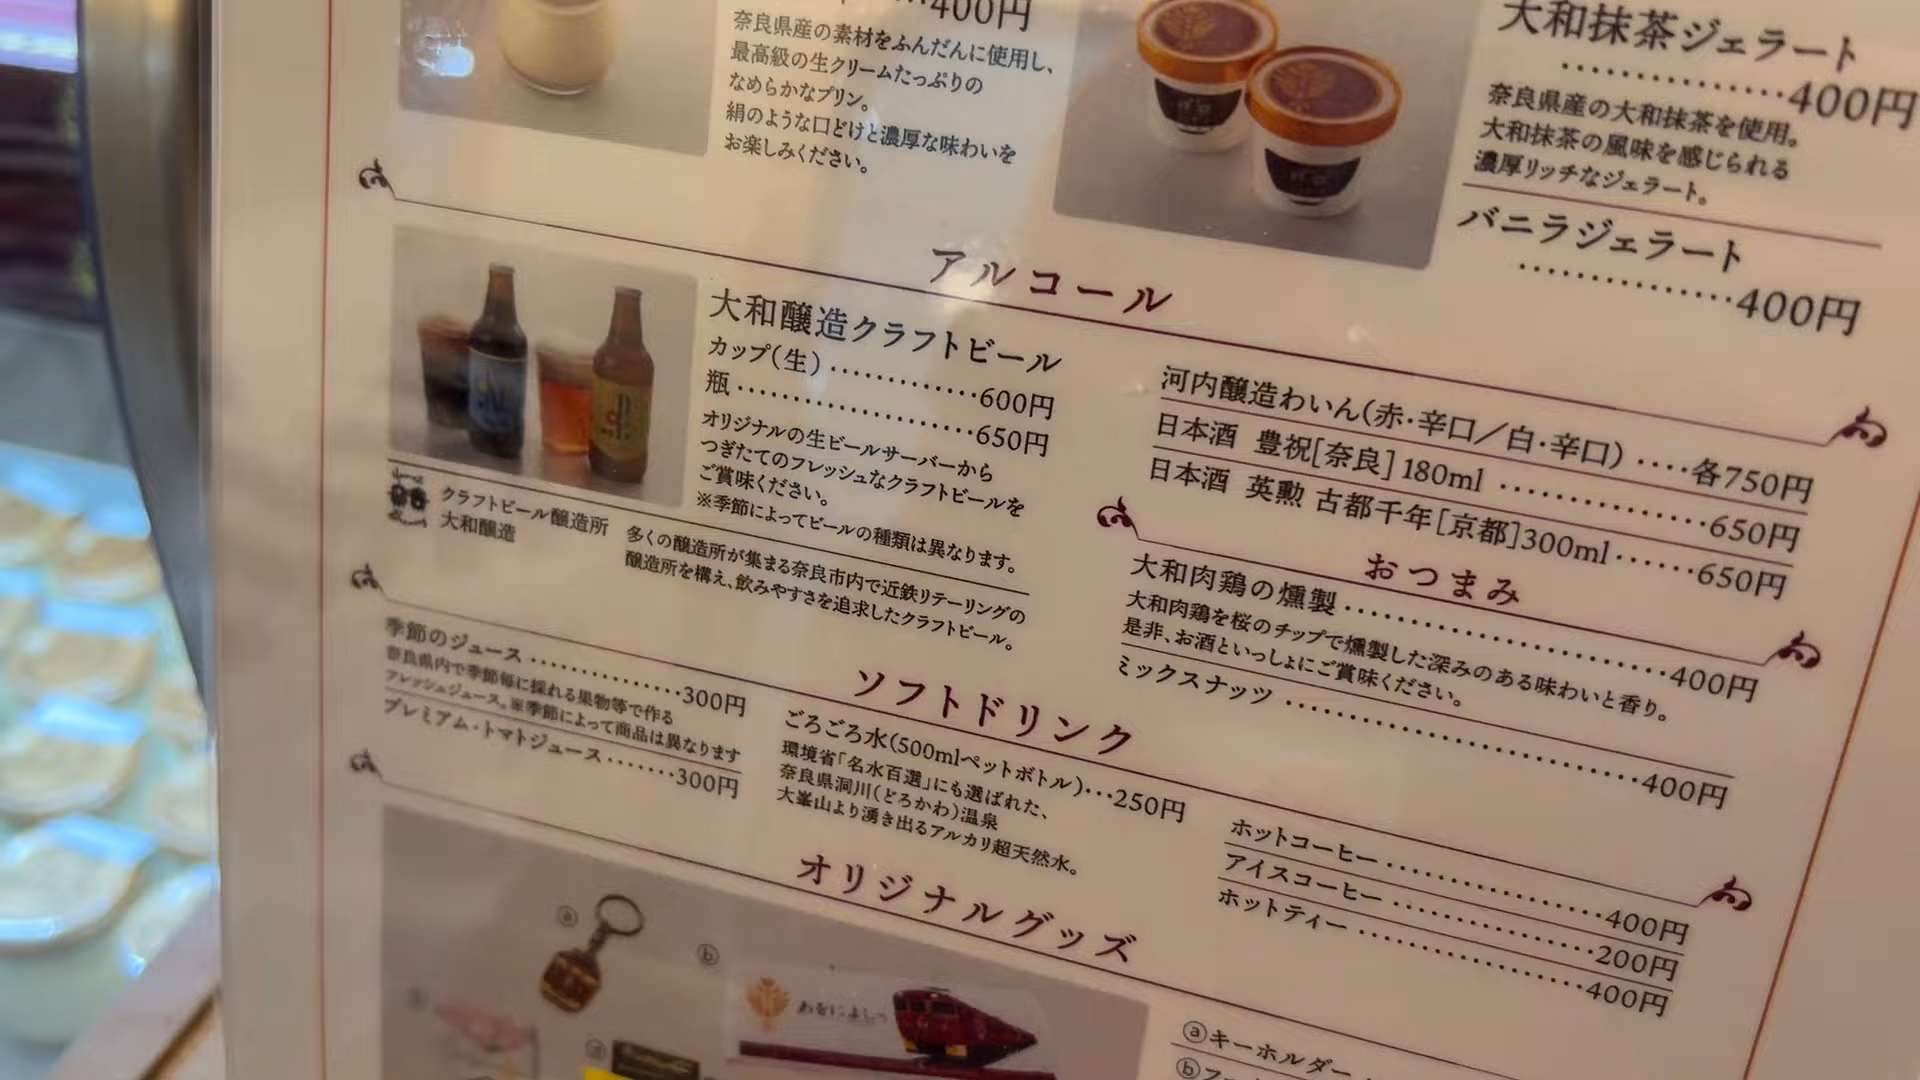 400円
奈良県産の素材をふんだんに使用し、
最高級の生クリームたっぷりの
なめらかなプリン。
絹のような口どけと濃厚な味わいを
お楽しみください。
大和抹茶ジェラート
400円
奈良県産の大和抹茶を使用。
大和抹茶の風味を感じられる
濃厚リッチなジェラート。
バニラジェラート
400円
アルコール
大和醸造クラフトビール
カップ(生)············600円
瓶····················650円
オリジナルの生ビールサーバーから
つぎたてのフレッシュなクラフトビールを
ご賞味ください。
※季節によってビールの種類は異なります。
クラフトビール醸造所
大和醸造
多くの醸造所が集まる奈良市内で近鉄リテーリングの
醸造所を構え、飲みやすさを追求したクラフトビール。
河内醸造わいん(赤・辛口/白・辛口)····各750円
日本酒 豊祝[奈良] 180ml ·················650円
日本酒 英勲 古都千年[京都]300ml······650円
おつまみ
大和肉鶏の燻製·························400円
大和肉鶏を桜のチップで燻製した深みのある味わいと香り。
是非、お酒といっしょにご賞味ください。
ミックスナッツ ·····························400円
ソフトドリンク
季節のジュース·············300円
奈良県内で季節毎に採れる果物等で作る
フレッシュジュース。※季節によって商品は異なります
プレミアム・トマトジュース·······300円
ごろごろ水(500mlペットボトル)···250円
環境省「名水百選」にも選ばれた、
奈良県洞川(どろかわ)温泉
大峯山より湧き出るアルカリ超天然水。
ホットコーヒー·················400円
アイスコーヒー················200円
ホットティー··················400円
オリジナルグッズ
ⓐ
ⓑ
あをによし
ⓐキーホルダー
ⓑ